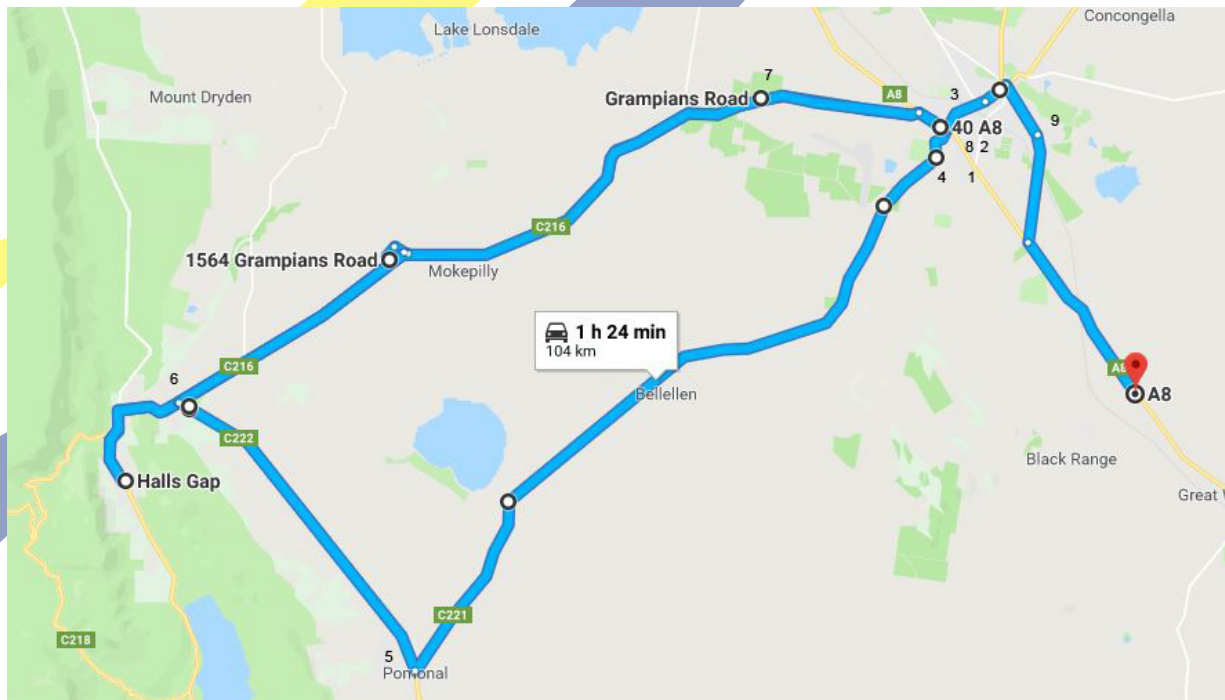 Concongella
Lake Lonsdale
Mount Dryden
7
Grampians Road
A8
3
40 A8
9
8 2
4
1
C216
1564 Grampians Road
Mokepilly
1 h 24 min
104 km
C216
6
Bellellen
A8
C222
Halls Gap
Black Range
Great
C221
C218
5
Pomonal